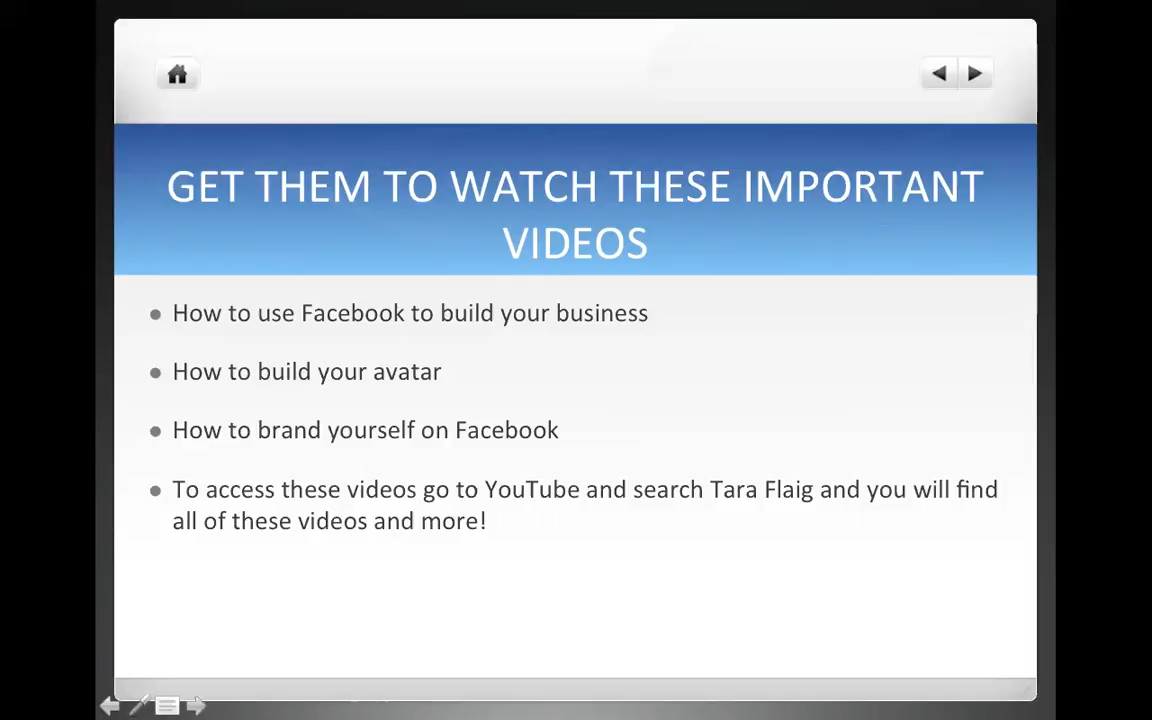 GET THEM TO WATCH THESE IMPORTANT
VIDEOS
How to use Facebook to build your business
How to build your avatar
How to brand yourself on Facebook
To access these videos go to YouTube and search Tara Flaig and you will find
all of these videos and more!